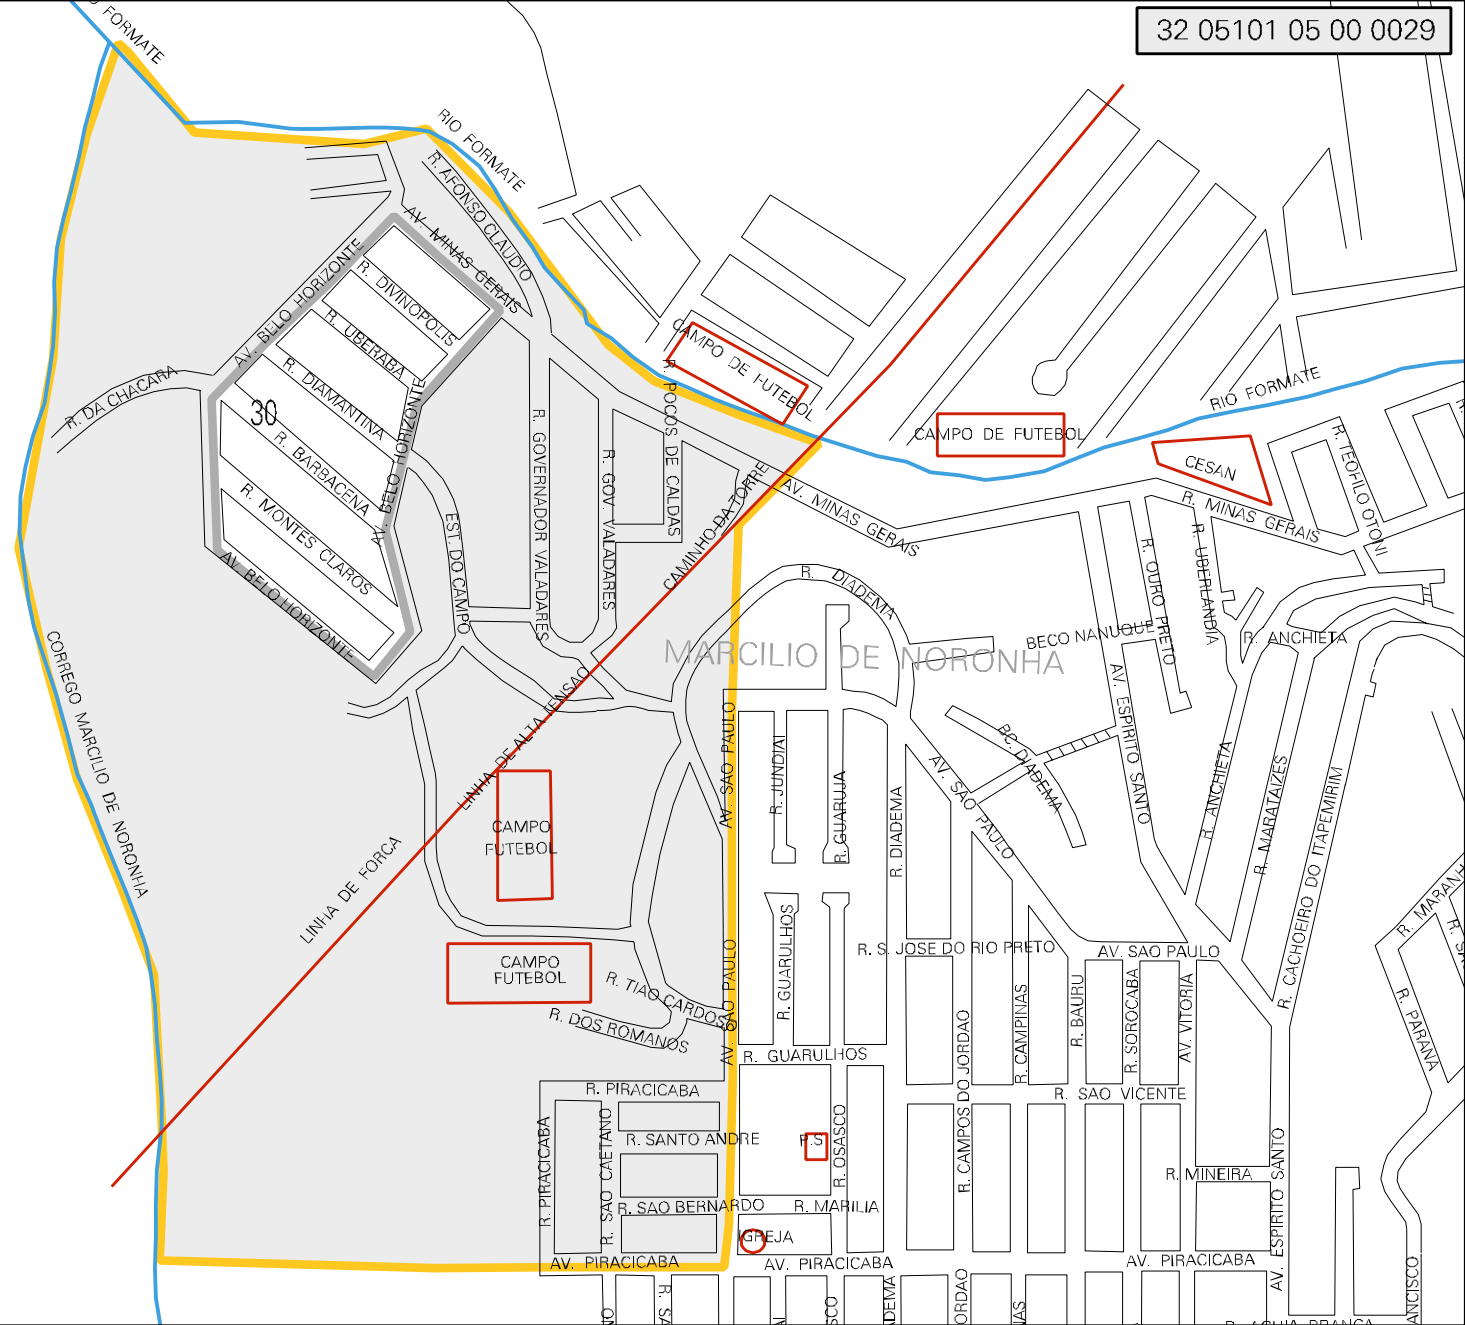 32 05101 05 00 0029
FORMATE
RIO FORMATE
R. AFONSO CLAUDIO
AV. MINAS GERAIS
AV. BELO HORIZONTE
R. DIVINOPOLIS
R. UBERABA
R. DIAMANTINA
30
R. BARBACENA
R. MONTES CLAROS
AV. BELO HORIZONTE
AV. BELO HORIZONTE
R. DA CHACARA
CAMPO DE FUTEBOL
R. POCOS DE CALDAS
R. GOVERNADOR VALADARES
R. GOV. VALADARES
EST. DO CAMPO
CAMINHO DA TORRE
CAMPO DE FUTEBOL
RIO FORMATE
CESAN
AV. MINAS GERAIS
R. MINAS GERAIS
R. TEOFILO OTONI
R. UBERLANDIA
R. OURO PRETO
BECO NANUQUE
R. ANCHIETA
R. DIADEMA
MARCILIO DE NORONHA
CORREGO MARCILIO DE NORONHA
LINHA DE ALTA TENSAO
LINHA DE FORCA
CAMPO
FUTEBOL
CAMPO
FUTEBOL
AV. SAO PAULO
R. JUNDIAI
R. GUARUJA
R. DIADEMA
AV. SAO PAULO
BC. DIADEMA
AV. ESPIRITO SANTO
R. ANCHIETA
R. MARATAIZES
R. CACHOEIRO DO ITAPEMIRIM
R. MARANH
R. PARANA
R. S. JOSE DO RIO PRETO
AV. SAO PAULO
R. GUARULHOS
AV. SAO PAULO
R. TIAO CARDOSO
R. DOS ROMANOS
R. GUARULHOS
R. CAMPOS DO JORDAO
R. CAMPINAS
R. BAURU
R. SOROCABA
AV. VITORIA
R. SAO VICENTE
R. PIRACICABA
R. PIRACICABA
R. SAO CAETANO
R. SANTO ANDRE
P.S.
R. OSASCO
R. MINEIRA
AV. ESPIRITO SANTO
R. SAO BERNARDO
R. MARILIA
IGREJA
AV. PIRACICABA
AV. PIRACICABA
AV. PIRACICABA
R. SA
ADEMA
ORDAO
NAS
ANCISCO